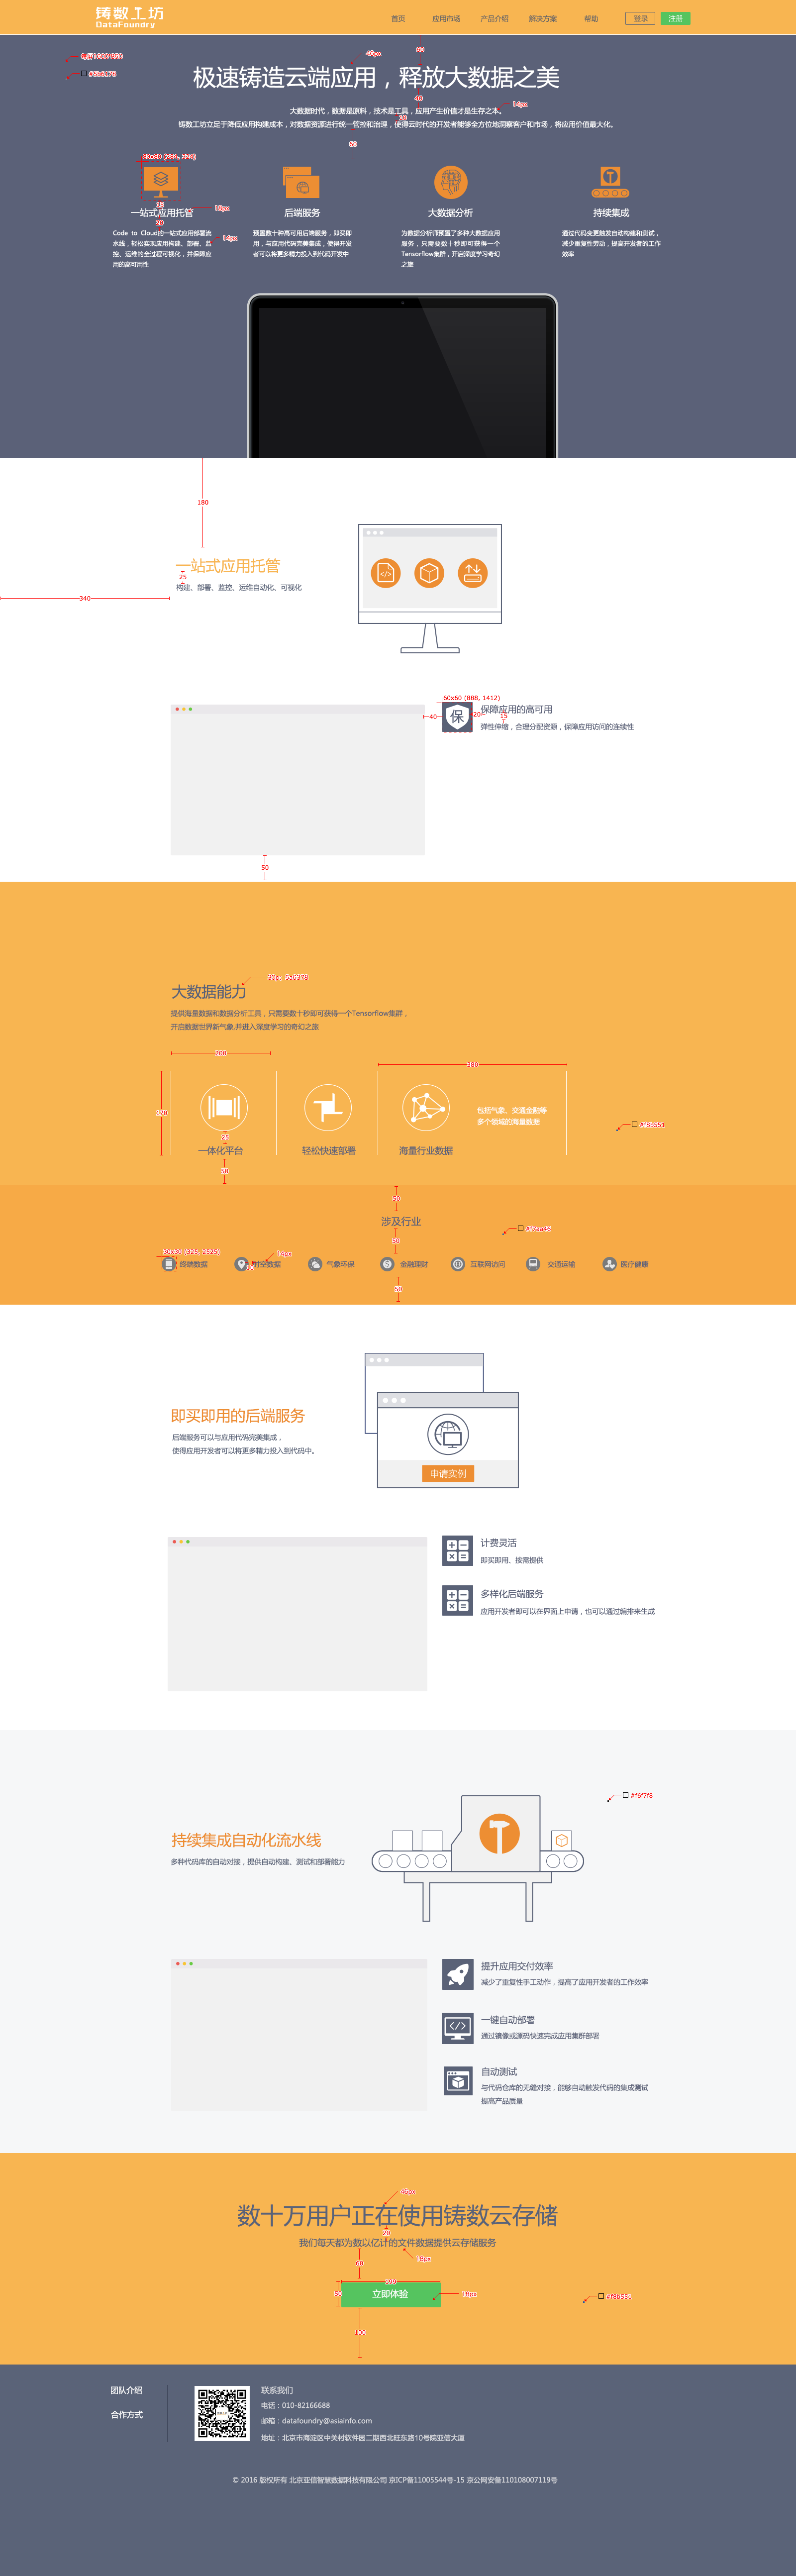 铸数工坊
DataFoundry
首页
应用市场
产品介绍
解决方案
帮助
登录
注册
60
46px
#5b6178
极速铸造云端应用，释放大数据之美
40
大数据时代，数据是原料，技术是工具，应用产生价值才是生存之本。
14px
铸数工坊立足于降低应用构建成本，对数据资源进行统一管控和治理，使得云时代的开发者能够全方位地洞察客户和市场，将应用价值最大化。
50
80x80 (284, 324)
15
一站式应用托管
18px
20
Code to Cloud的一站式应用部署流
水线，轻松实现应用构建、部署、监
控、运维的全过程可视化，并保障应
用的高可用性
14px
后端服务
预置数十种高可用后端服务，即买即
用，与应用代码完美集成，使得开发
者可以将更多精力投入到代码开发中
大数据分析
为数据分析师预置了多种大数据应用
服务，只需要数十秒即可获得一个
Tensorflow集群，开启深度学习奇幻
之旅
持续集成
通过代码变更触发自动构建和测试，
减少重复性劳动，提高开发者的工作
效率
180
一站式应用托管
25
构建、部署、监控、运维自动化、可视化
340
60x60 (888, 1412)
40
保
20
15
保障应用的高可用
弹性伸缩，合理分配资源，保障应用访问的连续性
50
大数据能力
提供海量数据和数据分析工具，只需要数十秒即可获得一个Tensorflow集群，
开启数据世界新气象,并进入深度学习的奇幻之旅
200
380
170
25
一体化平台
50
轻松快速部署
海量行业数据
包括气象、交通金融等
多个领域的海量数据
#f8b551
50
涉及行业
#f7aa46
50
30x30 (325, 2525)
14px
终端数据
时空数据
气象环保
金融理财
互联网访问
交通运输
医疗健康
50
即买即用的后端服务
后端服务可以与应用代码完美集成，
使得应用开发者可以将更多精力投入到代码中。
申请实例
计费灵活
即买即用、按需提供
多样化后端服务
应用开发者即可以在界面上申请，也可以通过编排来生成
#f6f7f8
持续集成自动化流水线
多种代码库的自动对接，提供自动构建、测试和部署能力
提升应用交付效率
减少了重复性手工动作，提高了应用开发者的工作效率
一键自动部署
通过镜像或源码快速完成应用集群部署
自动测试
与代码仓库的无缝对接，能够自动触发代码的集成测试
提高产品质量
46px
数十万用户正在使用铸数云存储
20
我们每天都为数以亿计的文件数据提供云存储服务
18px
60
50
立即体验
18px
#f8b551
100
团队介绍
合作方式
联系我们
电话：010-82166688
邮箱：datafoundry@asiainfo.com
地址：北京市海淀区中关村软件园二期西北旺东路10号院亚信大厦
© 2016 版权所有 北京亚信智慧数据科技有限公司 京ICP备11005544号-15 京公网安备110108007119号